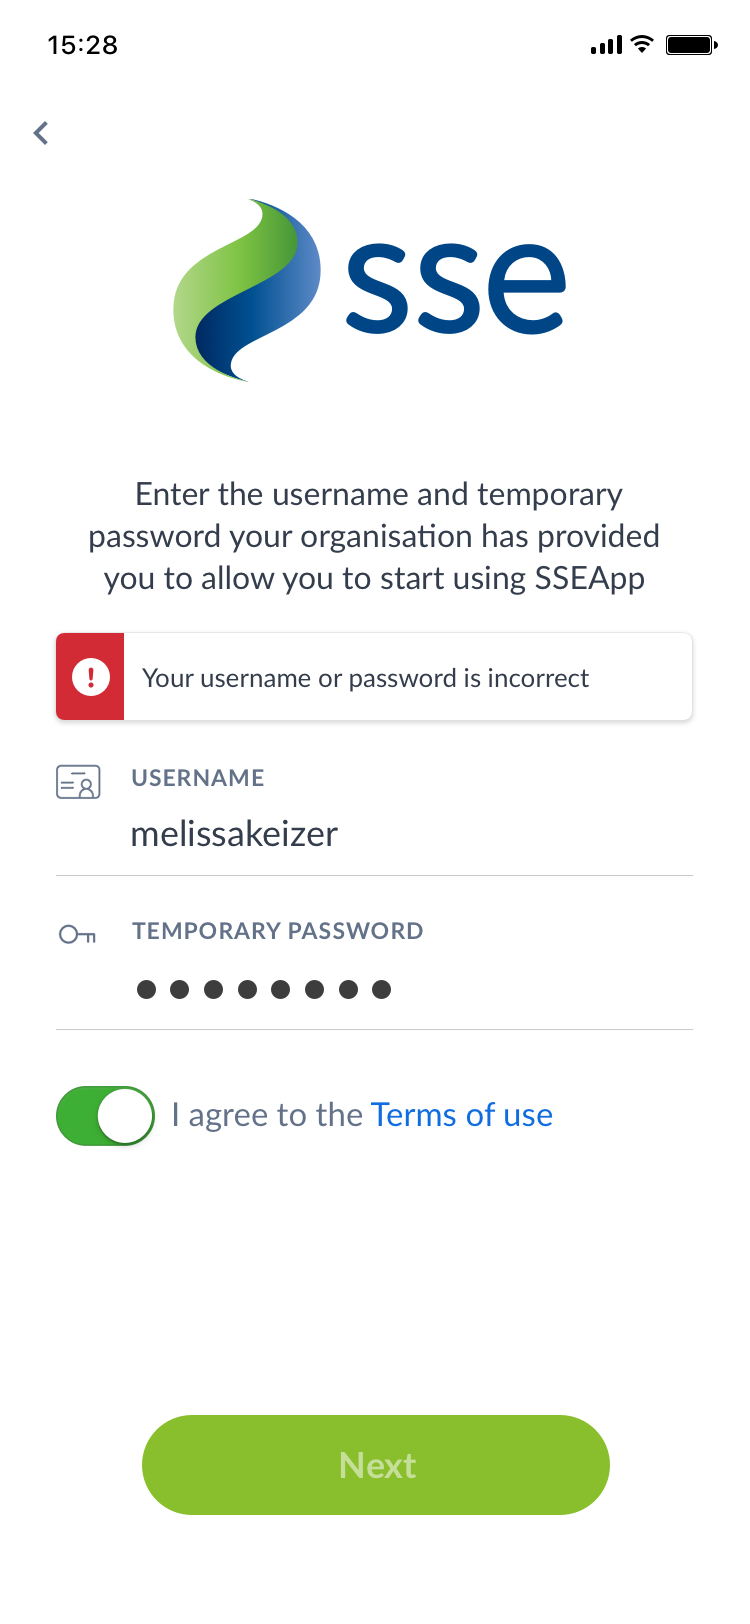 15:28
sse
Enter the username and temporary
password your organisation has provided
you to allow you to start using SSEApp
Your username or password is incorrect
USERNAME
melissakeizer
TEMPORARY PASSWORD
I agree to the Terms of use
Next